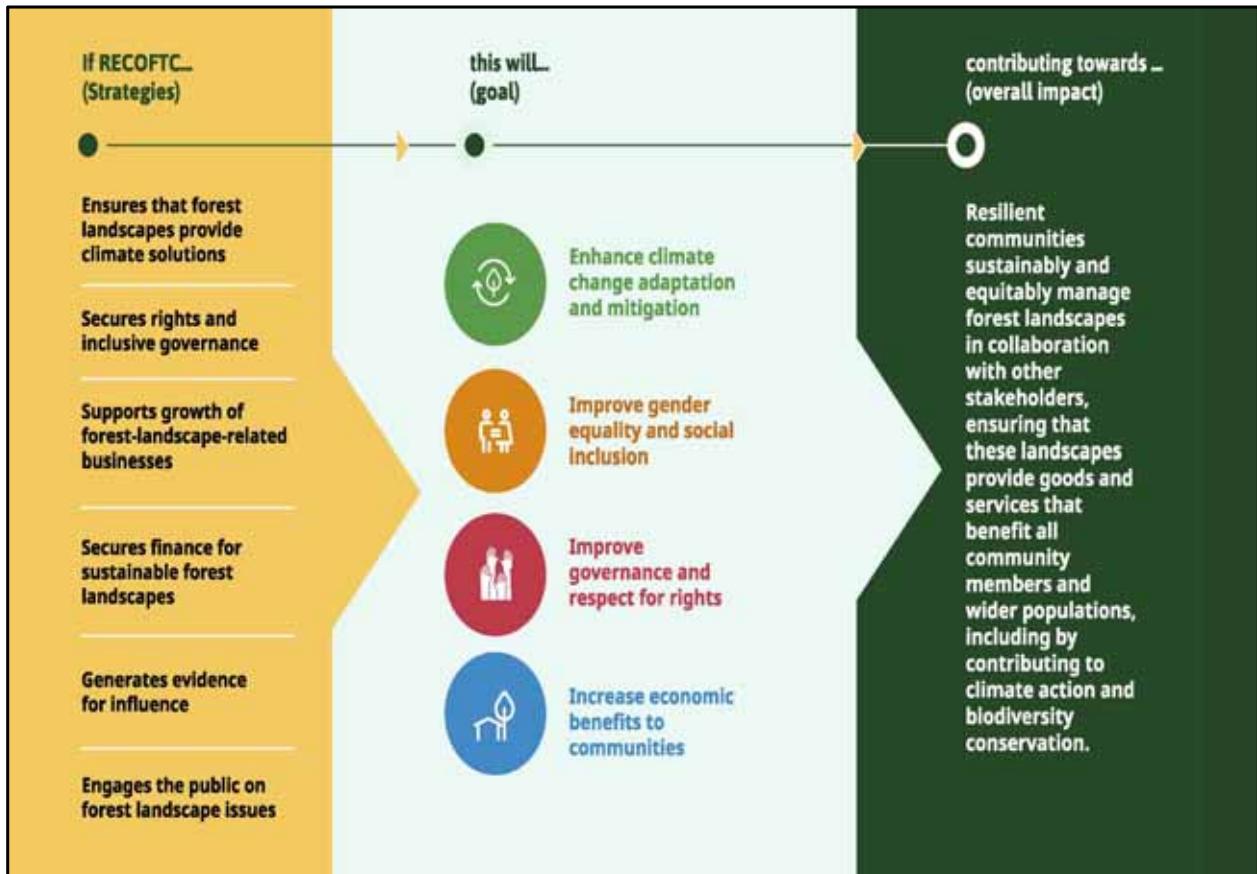 If RECOFTC...
(Strategies)
this will...
(goal)
contributing towards ...
(overall impact)
Ensures that forest
landscapes provide
climate solutions
Secures rights and
inclusive governance
Supports growth of
forest-landscape-related
businesses
Secures finance for
sustainable forest
landscapes
Generates evidence
for influence
Engages the public on
forest landscape issues
Enhance climate
change adaptation
and mitigation
Improve gender
equality and social
inclusion
Improve
governance and
respect for rights
Increase economic
benefits to
communities
Resilient
communities
sustainably and
equitably manage
forest landscapes
in collaboration
with other
stakeholders,
ensuring that
these landscapes
provide goods and
services that
benefit all
community
members and
wider populations,
including by
contributing to
climate action and
biodiversity
conservation.